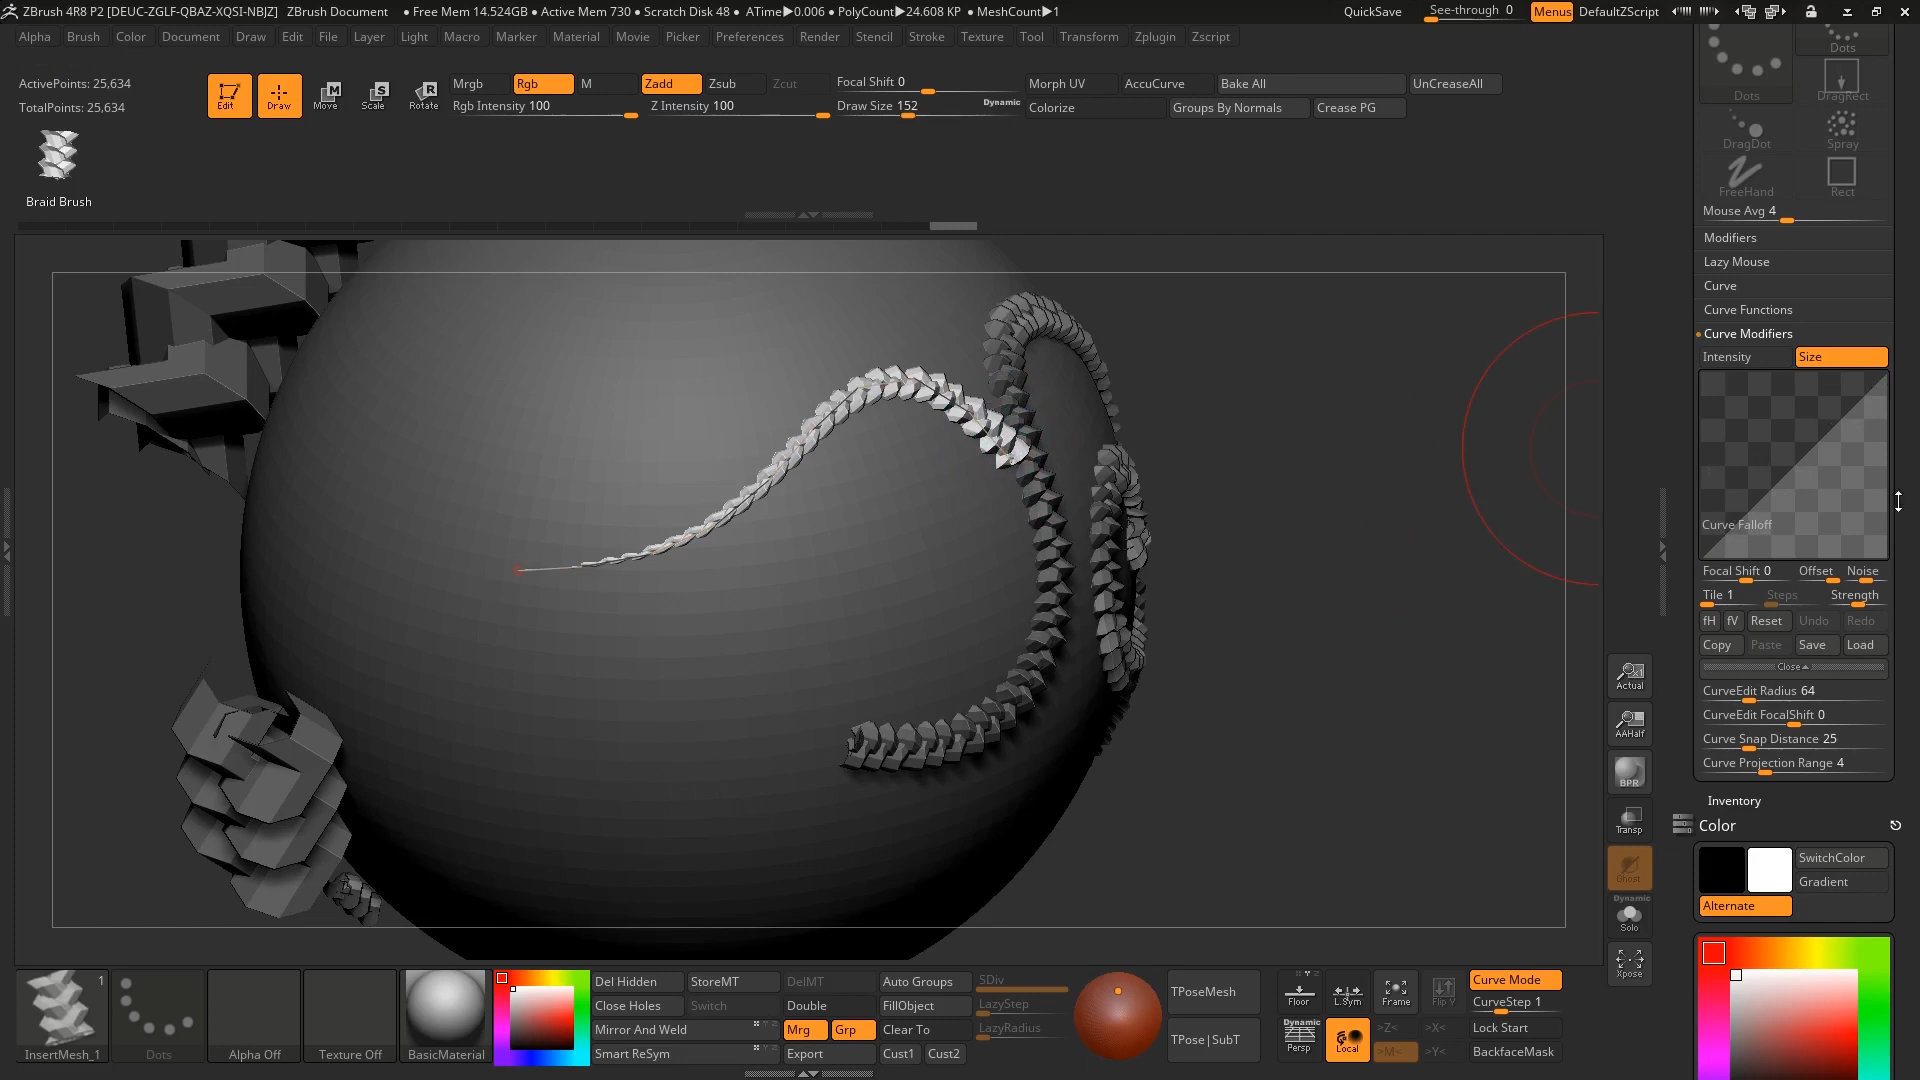 ZBrush 4R8 P2 [DEUC-ZGLF-QBAZ-XQSI-NBJZ] ZBrush Document • Free Mem 14.524GB • Active Mem 730 • Scratch Disk 48 • ATime▶0.006 • PolyCount▶24.608 KP • MeshCount▶1 QuickSave See-through 0 Menus DefaultZScript
Alpha Brush Color Document Draw Edit File Layer Light Macro Marker Material Movie Picker Preferences Render Stencil Stroke Texture Tool Transform Zplugin Zscript
ActivePoints: 25,634
TotalPoints: 25,634
Edit Draw Move Scale Rotate
Mrgb Rgb M Zadd Zsub Zcut Focal Shift 0 Morph UV AccuCurve Bake All UnCreaseAll
Rgb Intensity 100 Z Intensity 100 Draw Size 152 Dynamic Colorize Groups By Normals Crease PG
Braid Brush
Dots
Dots DragRect
DragDot Spray
FreeHand Rect
Mouse Avg 4
Modifiers
Lazy Mouse
Curve
Curve Functions
Curve Modifiers
Intensity Size
Curve Falloff
Focal Shift 0 Offset Noise
Tile 1 Steps Strength
fH fV Reset Undo Redo
Copy Paste Save Load
Close
CurveEdit Radius 64
CurveEdit FocalShift 0
Curve Snap Distance 25
Curve Projection Range 4
Inventory
Color
SwitchColor
Gradient
Alternate
Actual
AAHalf
BPR
Transp
Ghost
Dynamic
Solo
Xpose
1
InsertMesh_1 Dots Alpha Off Texture Off BasicMaterial
Del Hidden StoreMT DelMT Auto Groups SDiv
Close Holes Switch Double FillObject LazyStep
Mirror And Weld Mrg Grp Clear To LazyRadius
Smart ReSym Export Cust1 Cust2
TPoseMesh
TPose|SubT
Floor L.Sym Frame Flip V
Dynamic
Persp Local >Z< >X<
>M< >Y<
Curve Mode
CurveStep 1
Lock Start
BackfaceMask